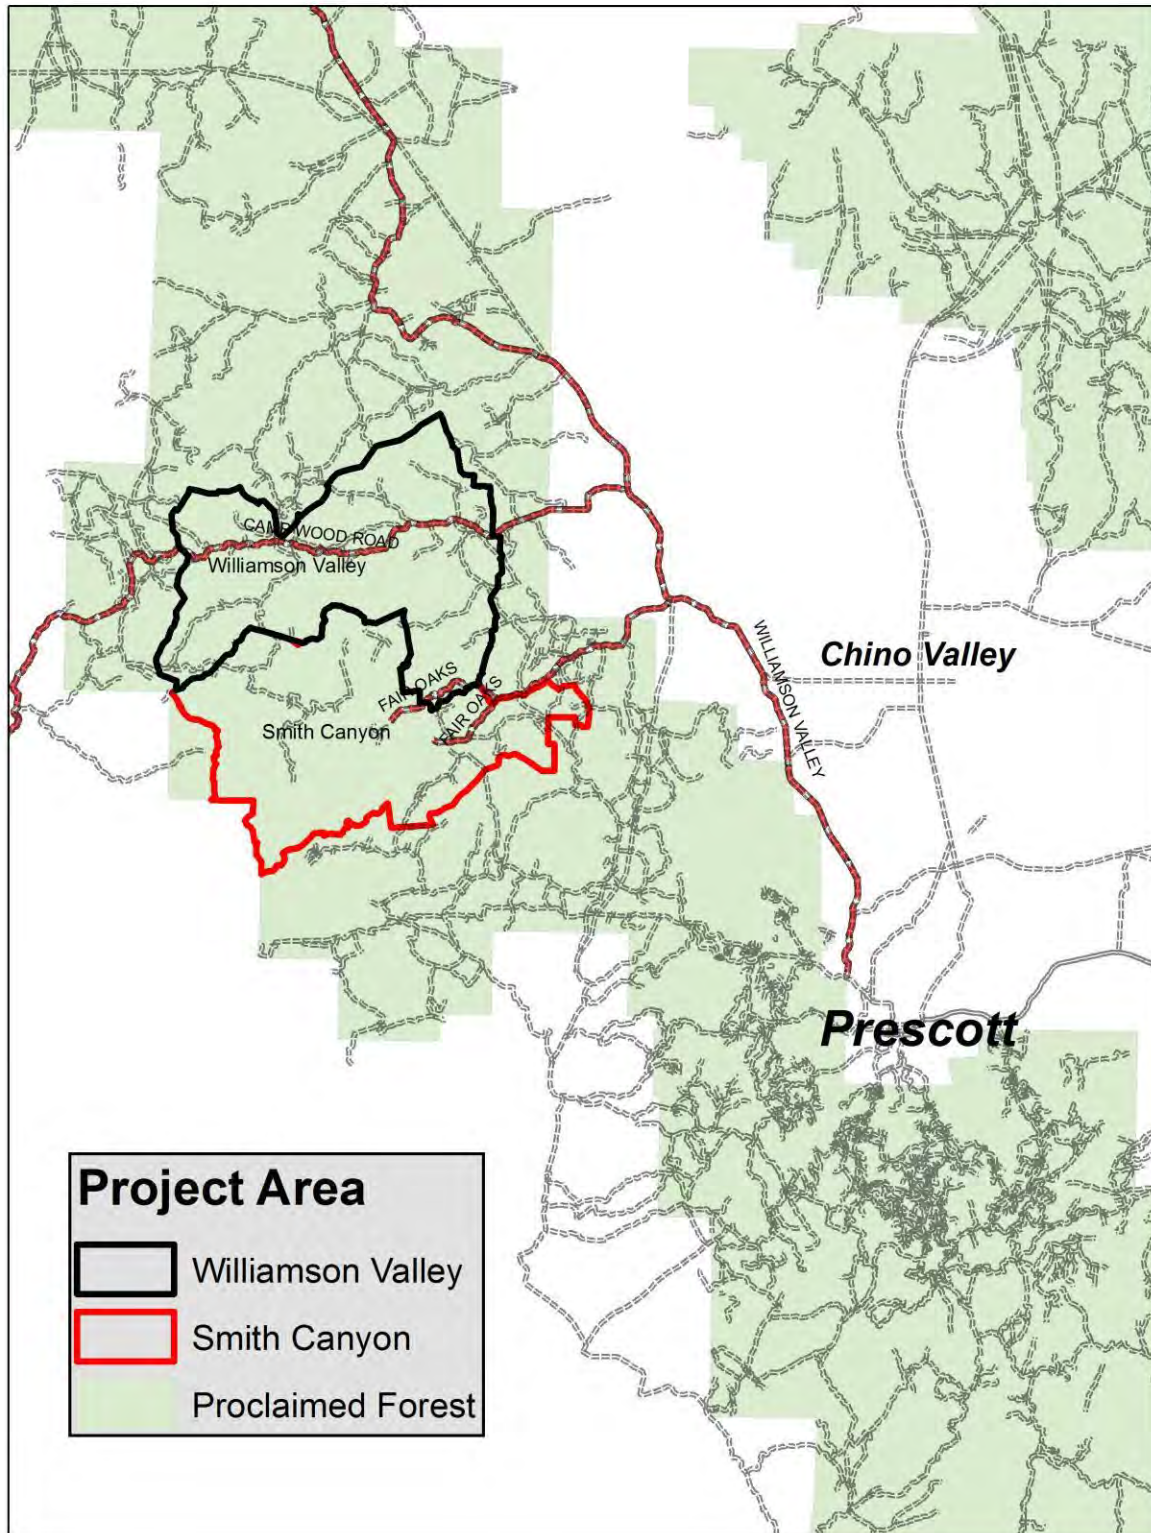 CAMP WOOD ROAD
Williamson Valley
WILLIAMSON VALLEY
Chino Valley
FAIR OAKS
FAIR OAKS
Smith Canyon
Prescott
Project Area
Williamson Valley
Smith Canyon
Proclaimed Forest